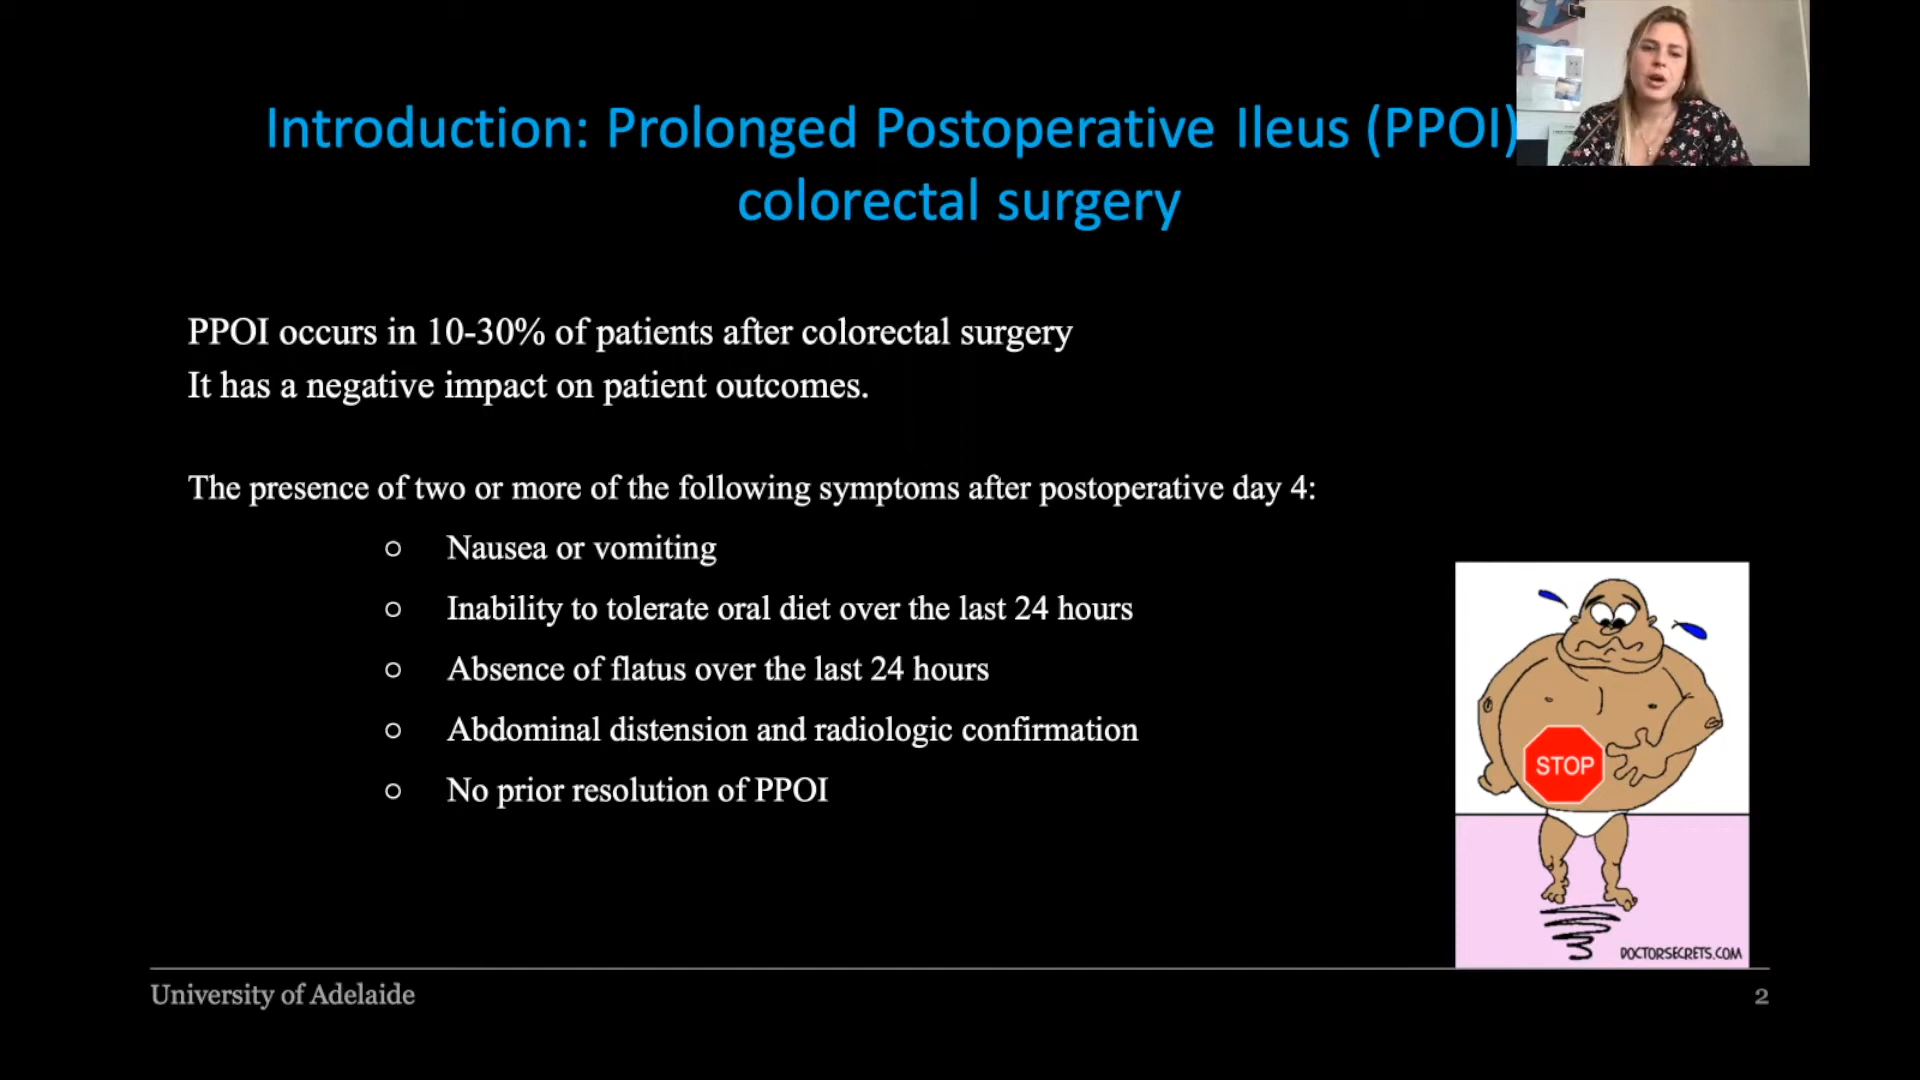 Introduction: Prolonged Postoperative Ileus (PPOI)
colorectal surgery
PPOI occurs in 10-30% of patients after colorectal surgery
It has a negative impact on patient outcomes.
The presence of two or more of the following symptoms after postoperative day 4:
○ Nausea or vomiting
○ Inability to tolerate oral diet over the last 24 hours
○ Absence of flatus over the last 24 hours
○ Abdominal distension and radiologic confirmation
○ No prior resolution of PPOI
STOP
DOCTORSECRETS.COM
University of Adelaide
2